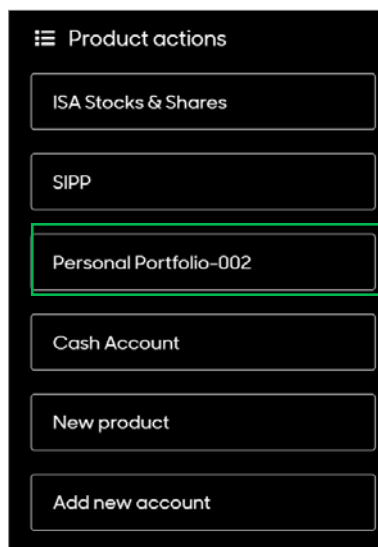 Product actions
ISA Stocks & Shares
SIPP
Personal Portfolio-002
Cash Account
New product
Add new account